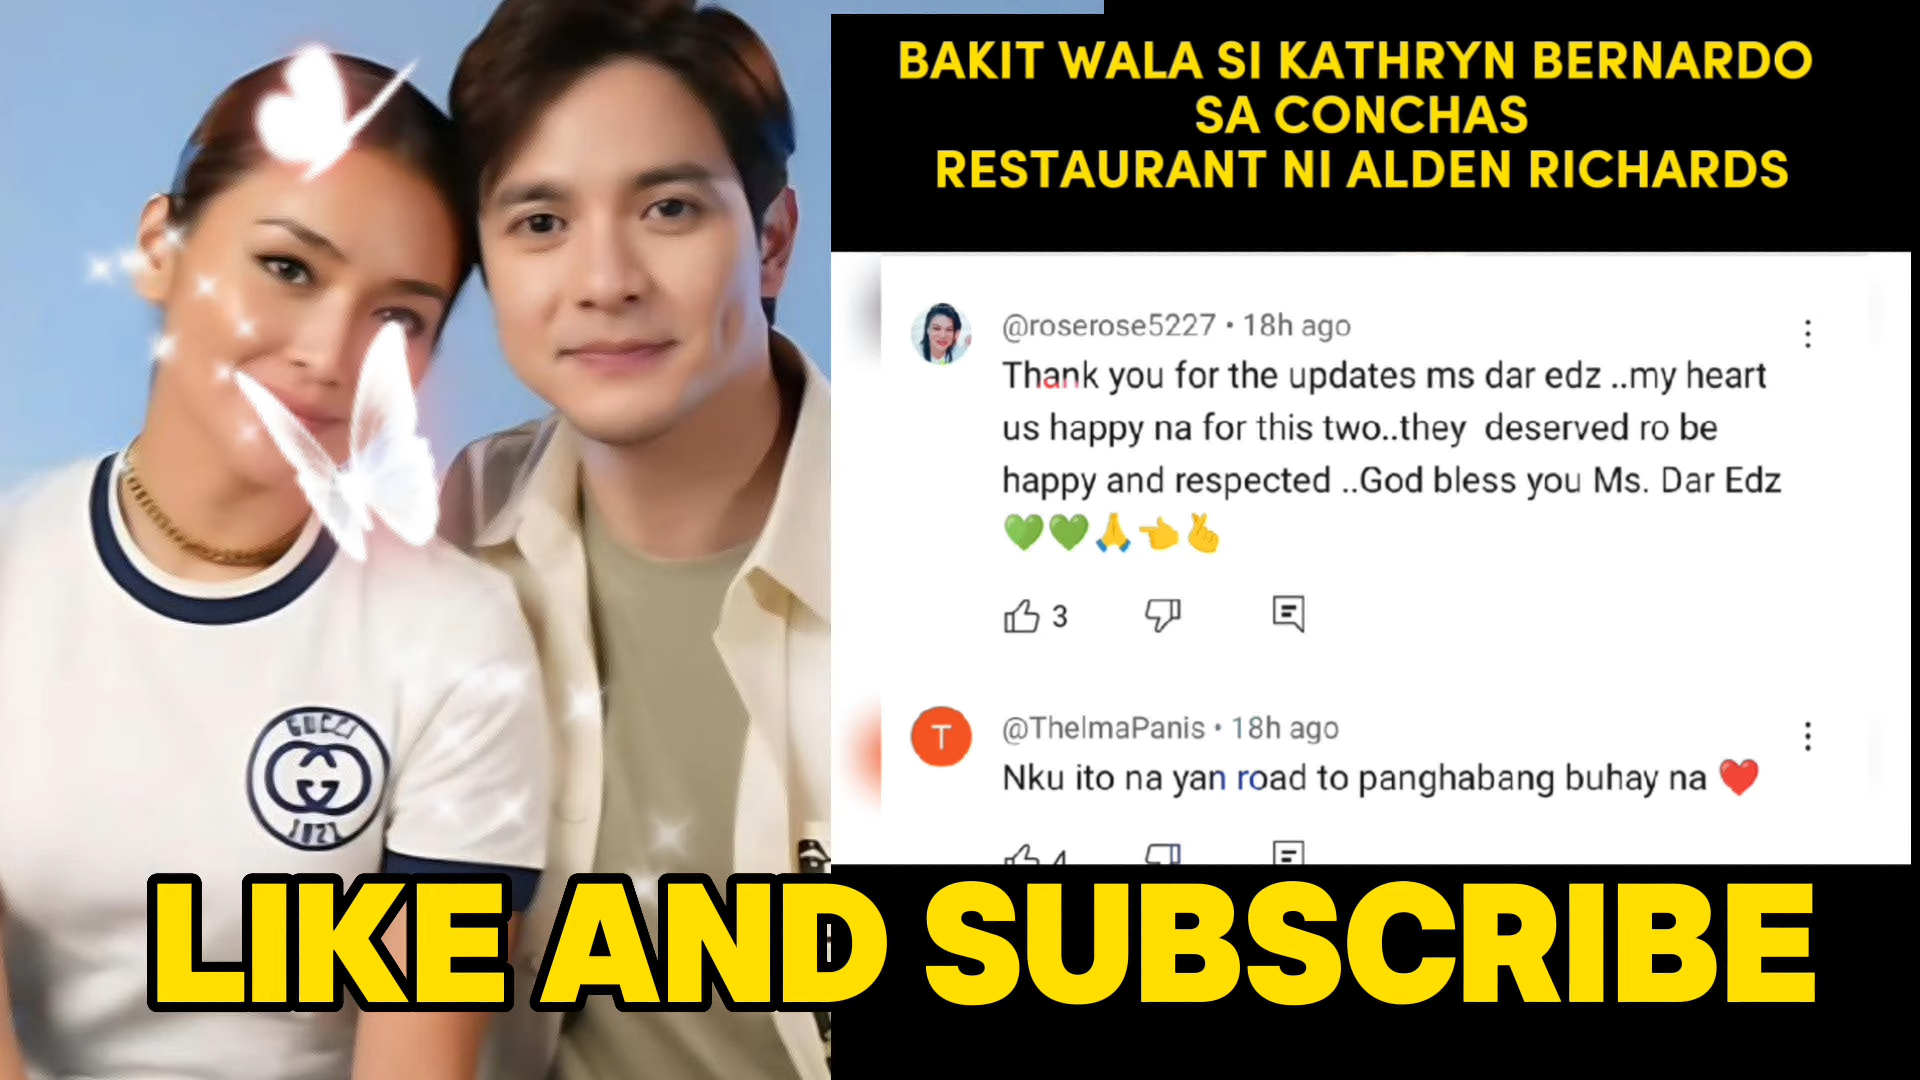 BAKIT WALA SI KATHRYN BERNARDO
SA CONCHAS
RESTAURANT NI ALDEN RICHARDS
@roserose5227 • 18h ago
Thank you for the updates ms dar edz ..my heart
us happy na for this two..they deserved ro be
happy and respected ..God bless you Ms. Dar Edz
💚💚🙏👈🫰
3
T
@ThelmaPanis • 18h ago
Nku ito na yan road to panghabang buhay na ❤️
4
GUCCI
1921
LIKE AND SUBSCRIBE